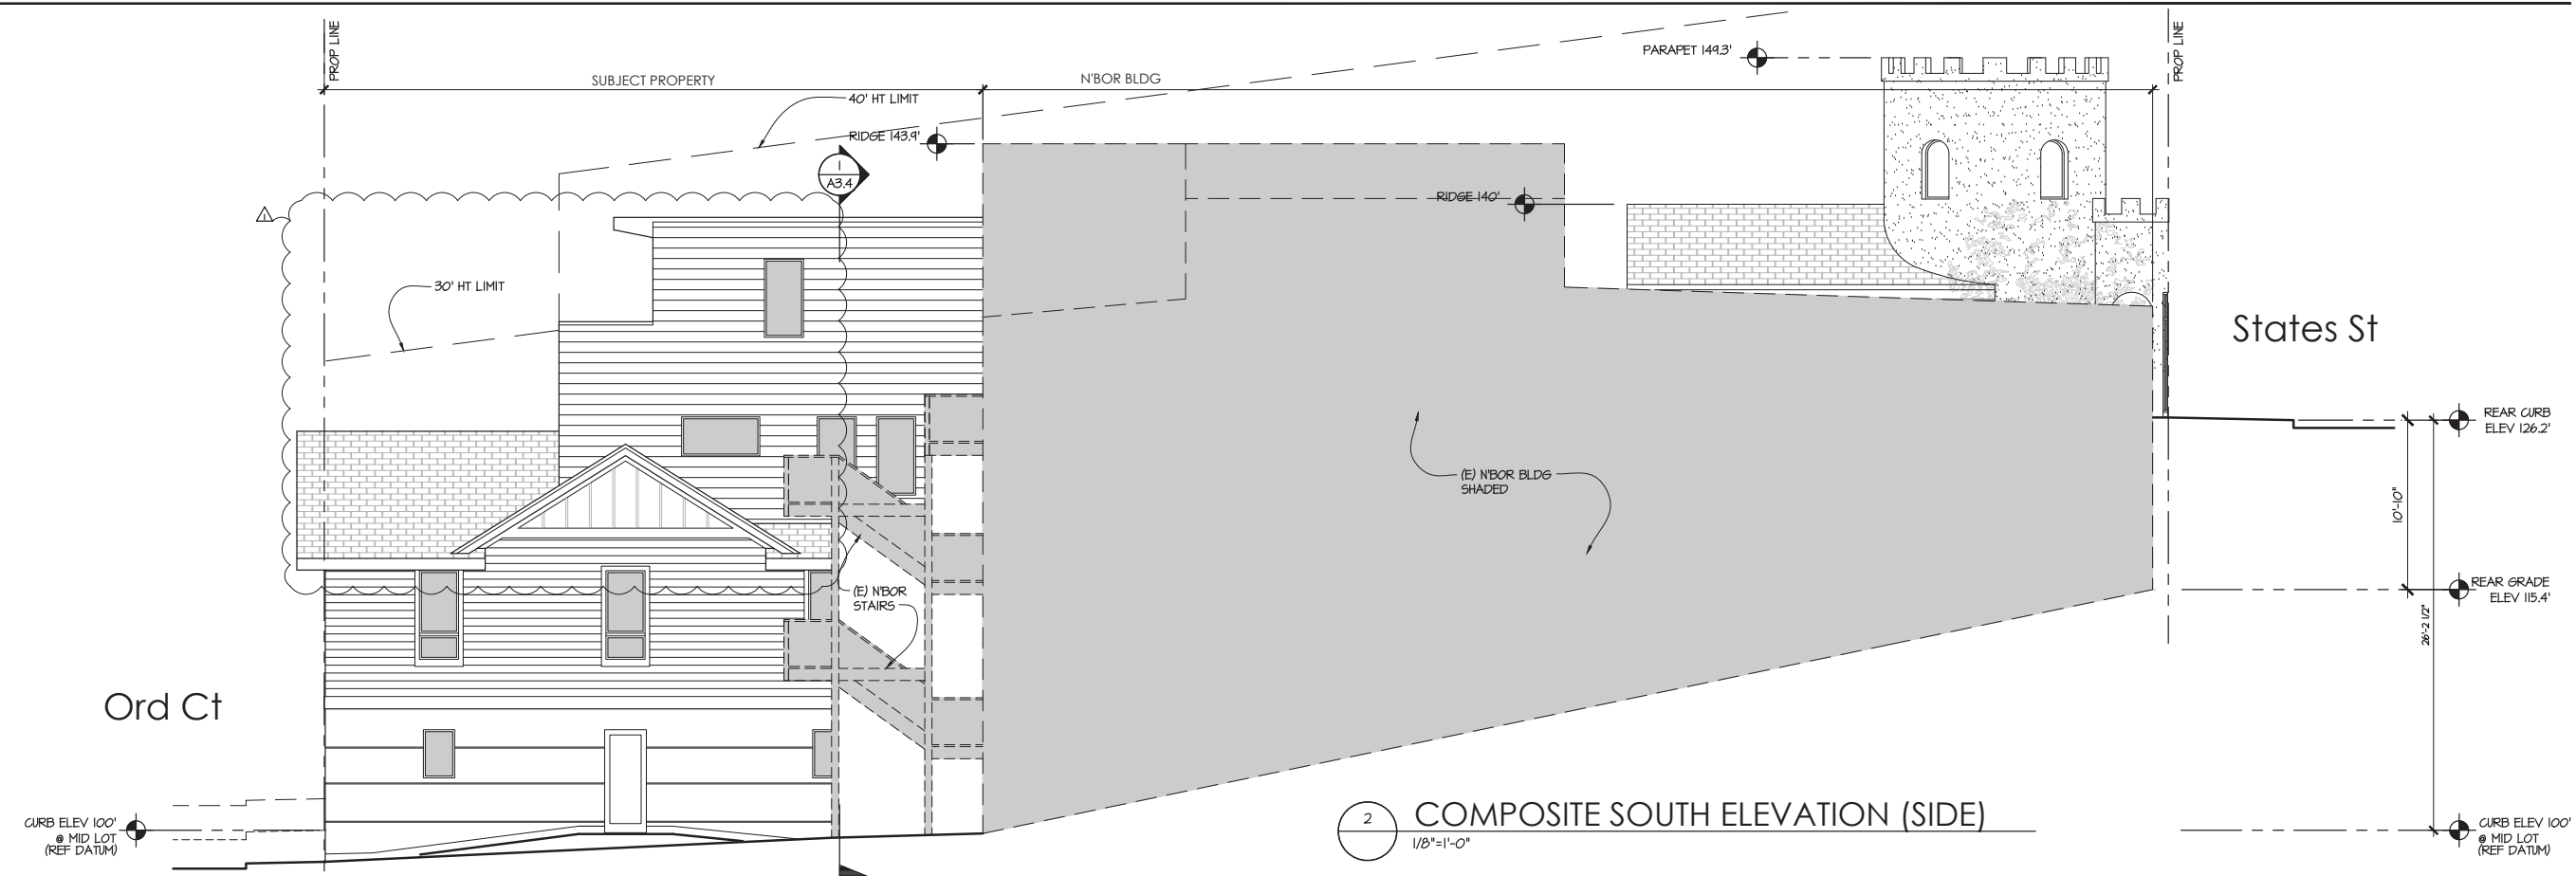 PROP LINE
SUBJECT PROPERTY
N'BOR BLDG
PARAPET 149.3'
PROP LINE
40' HT LIMIT
RIDGE 143.9'
1
A3.4
RIDGE 140'
1
30' HT LIMIT
States St
REAR CURB
ELEV 126.2'
(E) N'BOR BLDG
SHADED
10'-10"
(E) N'BOR
STAIRS
REAR GRADE
ELEV 115.4'
26'-2 1/2"
Ord Ct
CURB ELEV 100'
@ MID LOT
(REF DATUM)
2
COMPOSITE SOUTH ELEVATION (SIDE)
1/8"=1'-0"
CURB ELEV 100'
@ MID LOT
(REF DATUM)